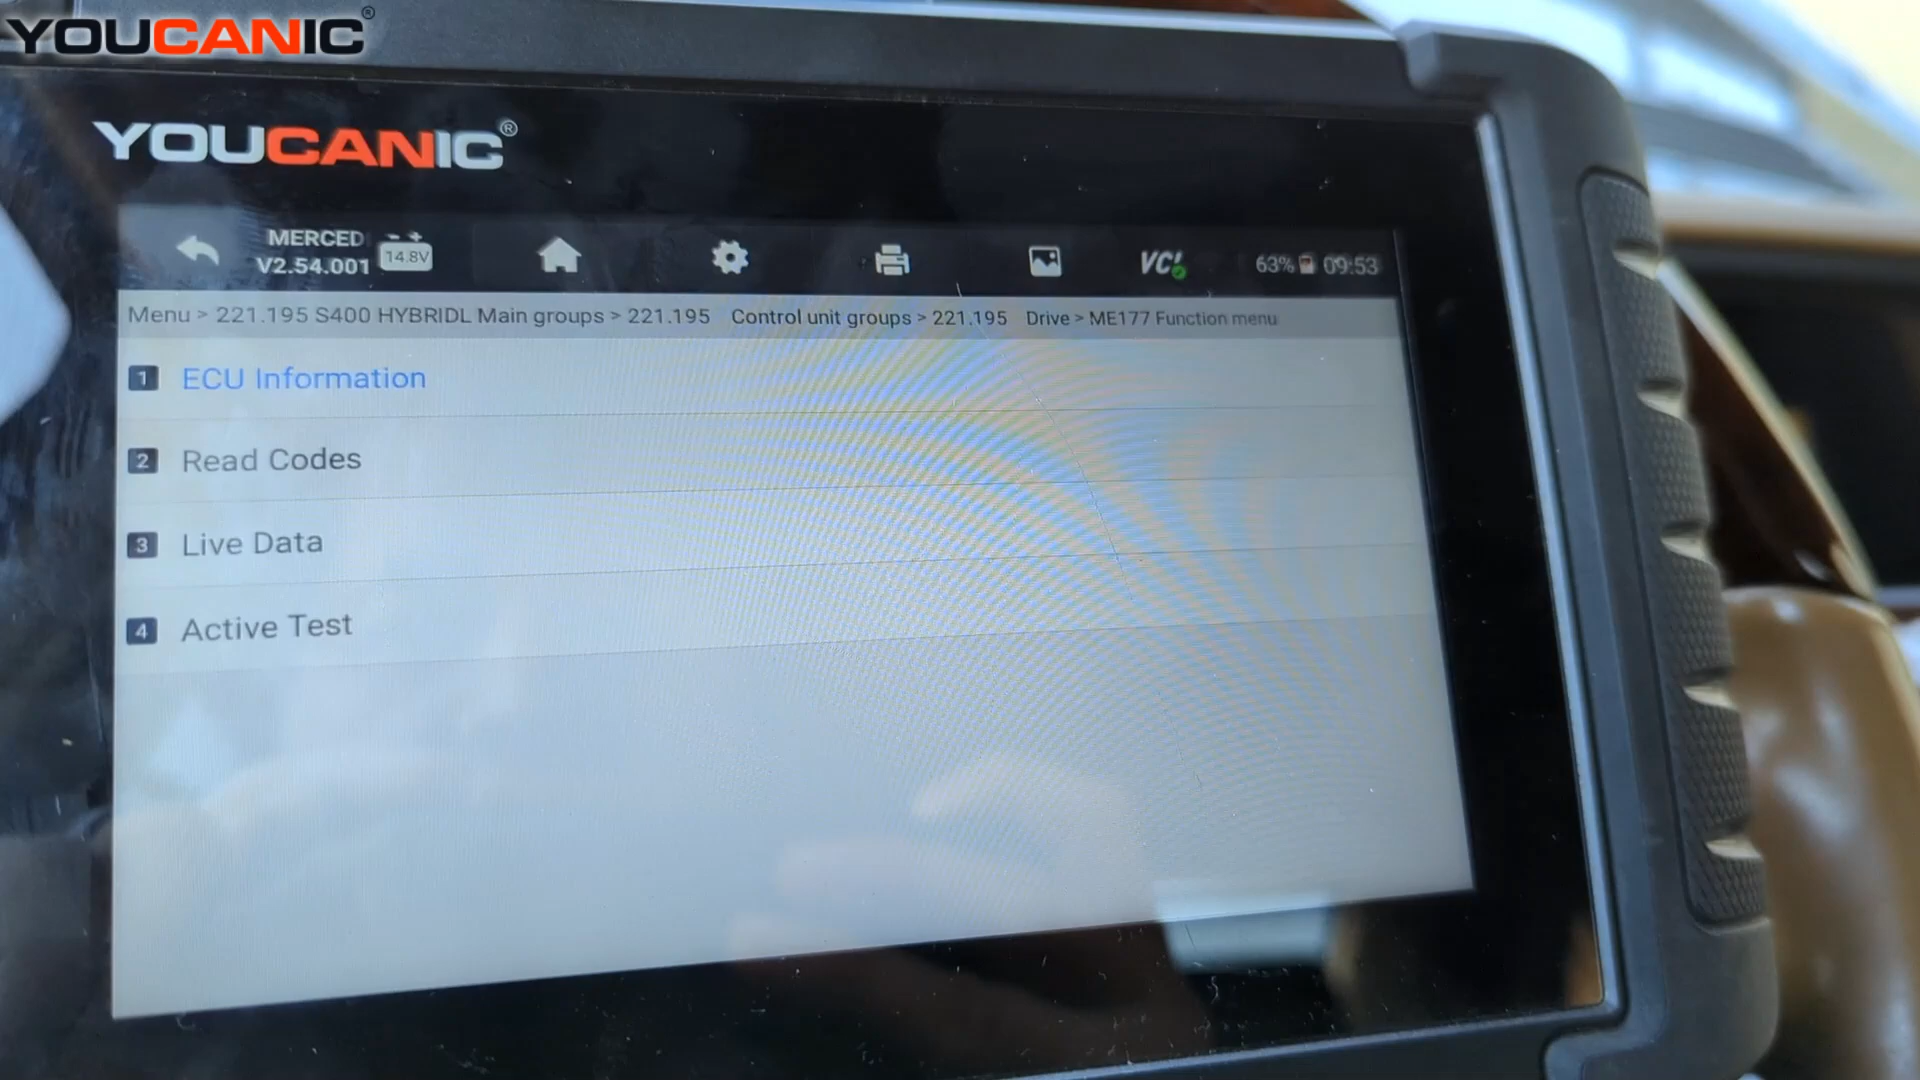 YOUCANIC®
YOUCANIC®
MERCED
V2.54.001
14.8V
VCI
63% 09:53
Menu > 221.195 S400 HYBRIDL Main groups > 221.195 Control unit groups > 221.195 Drive > ME177 Function menu
1 ECU Information
2 Read Codes
3 Live Data
4 Active Test